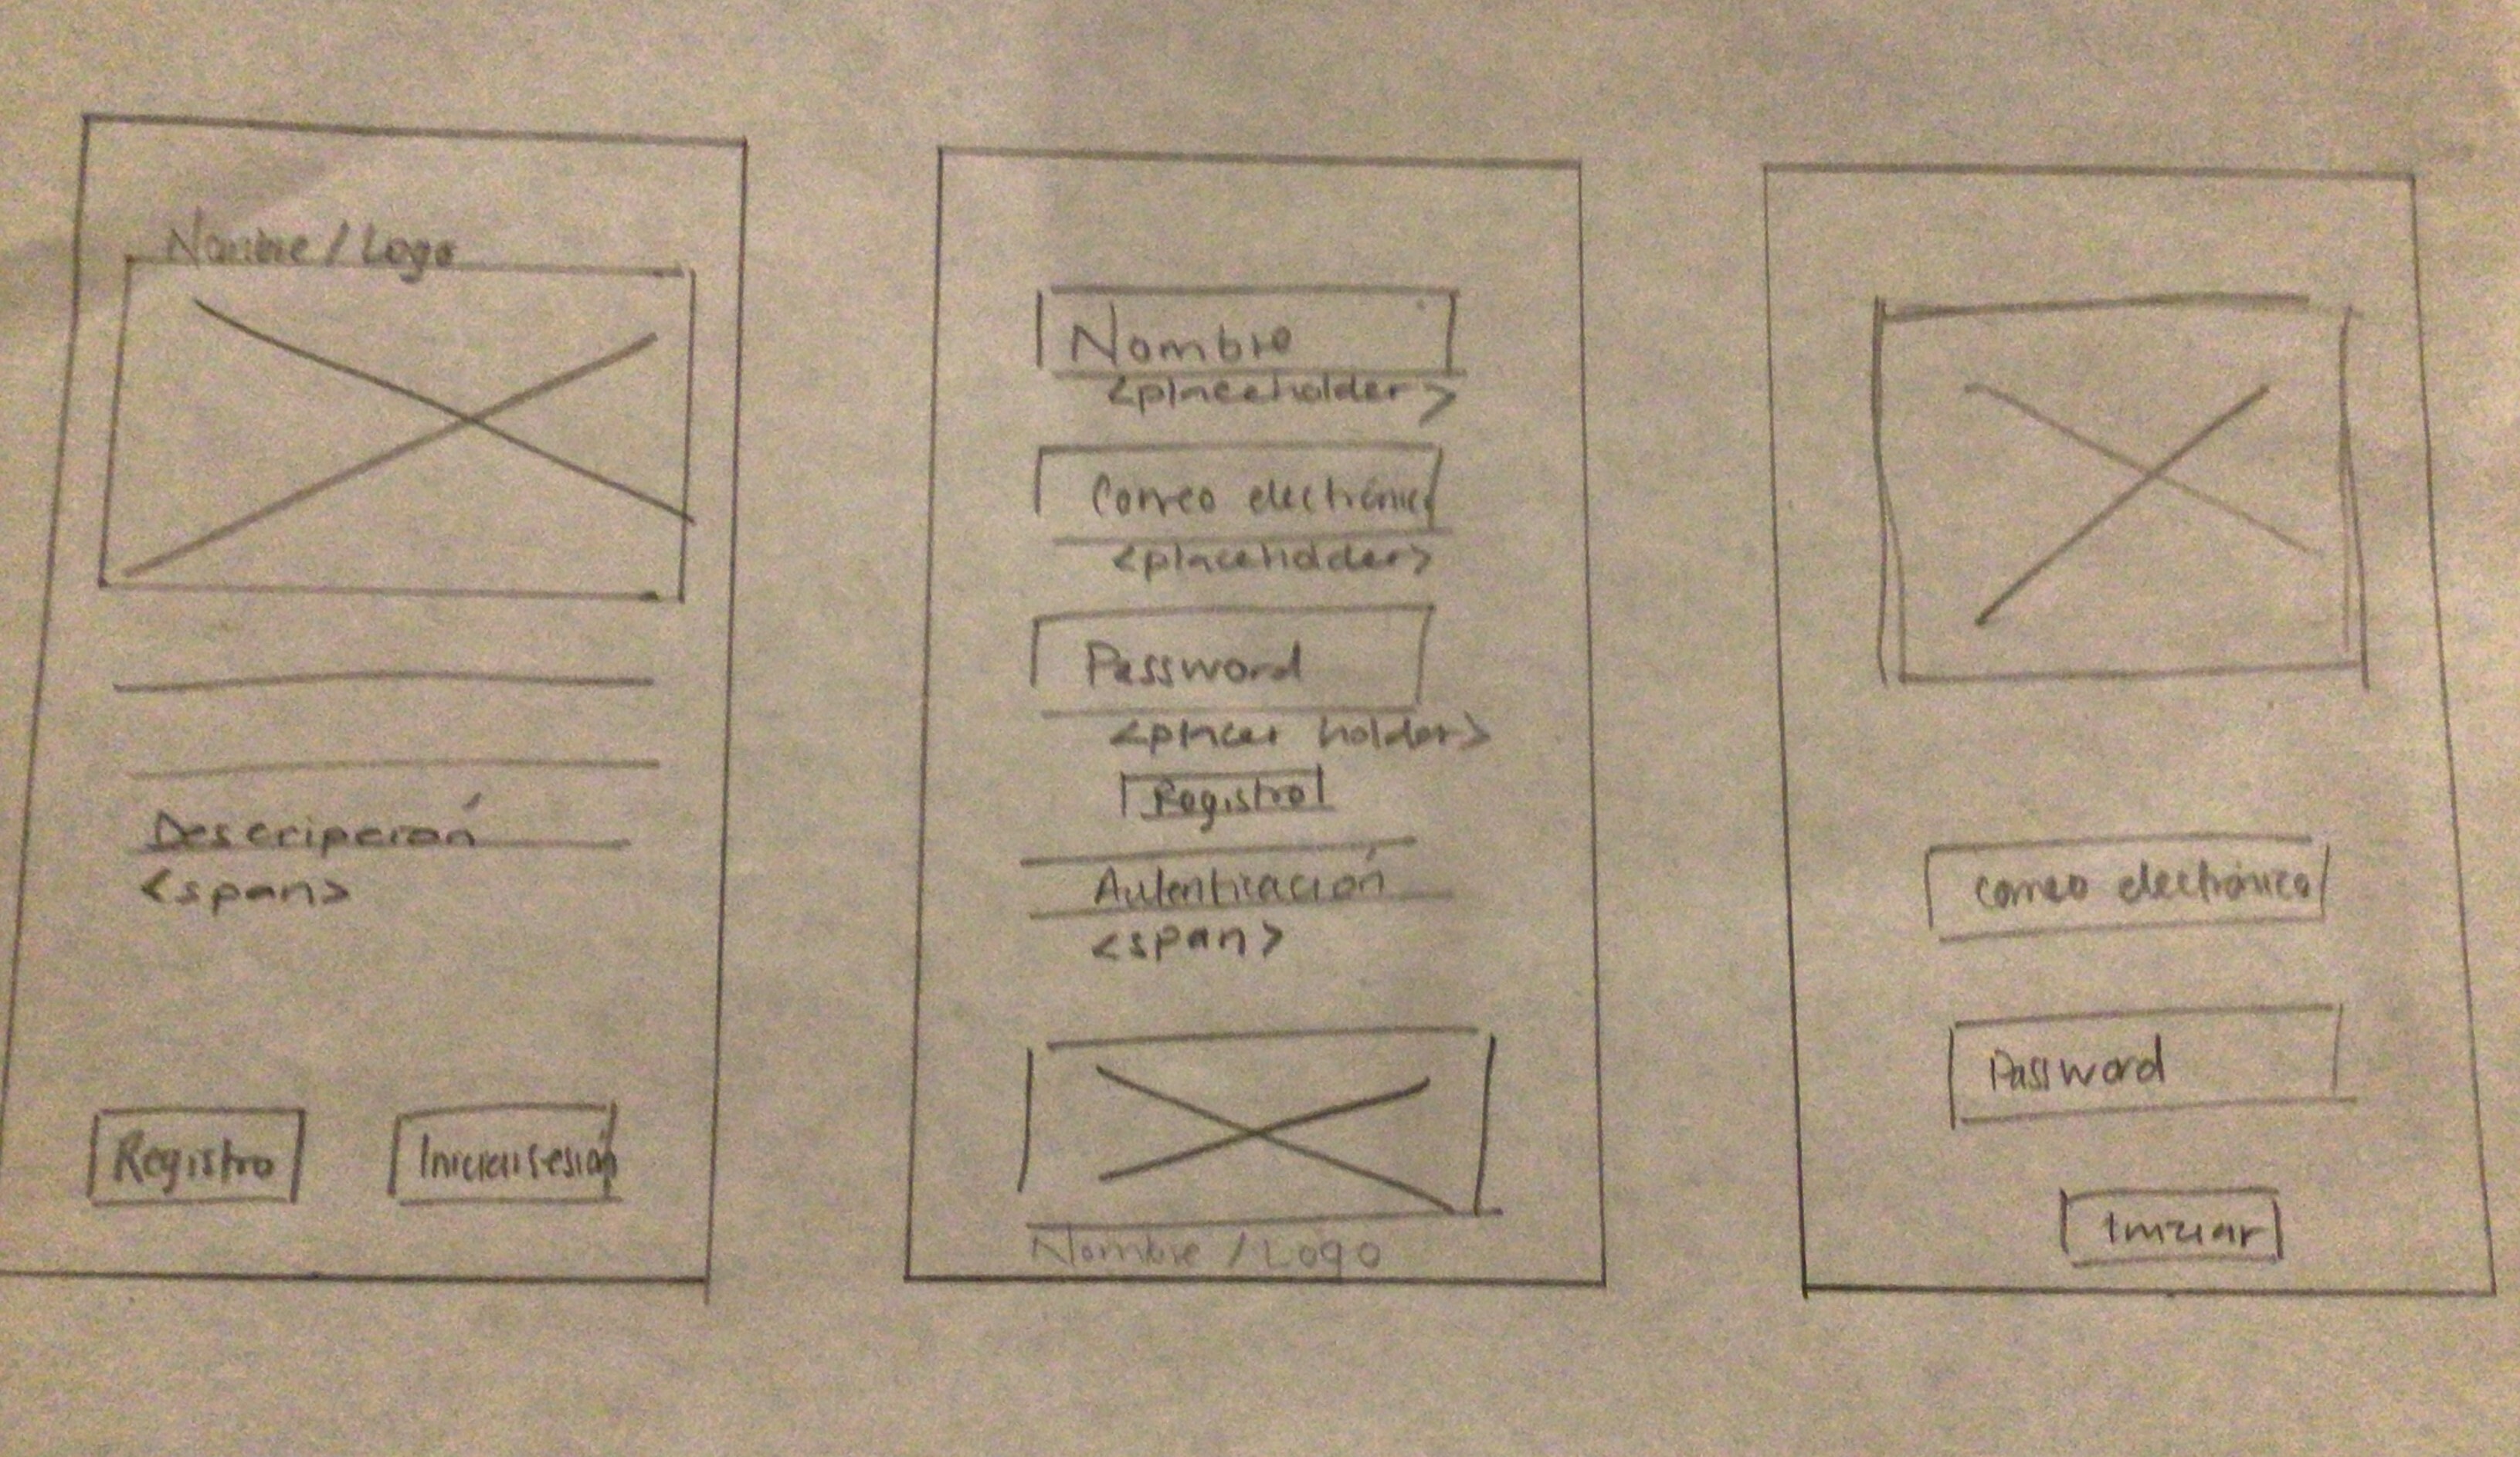 Nombre / Logo
Descripción
<span>
Registro
Iniciar sesión
Nombre
<placeholder>
Correo electrónico
<placeholder>
Password
<placer holder>
Registro
Autenticación
<span>
Nombre / Logo
Correo electrónico
Password
Iniciar